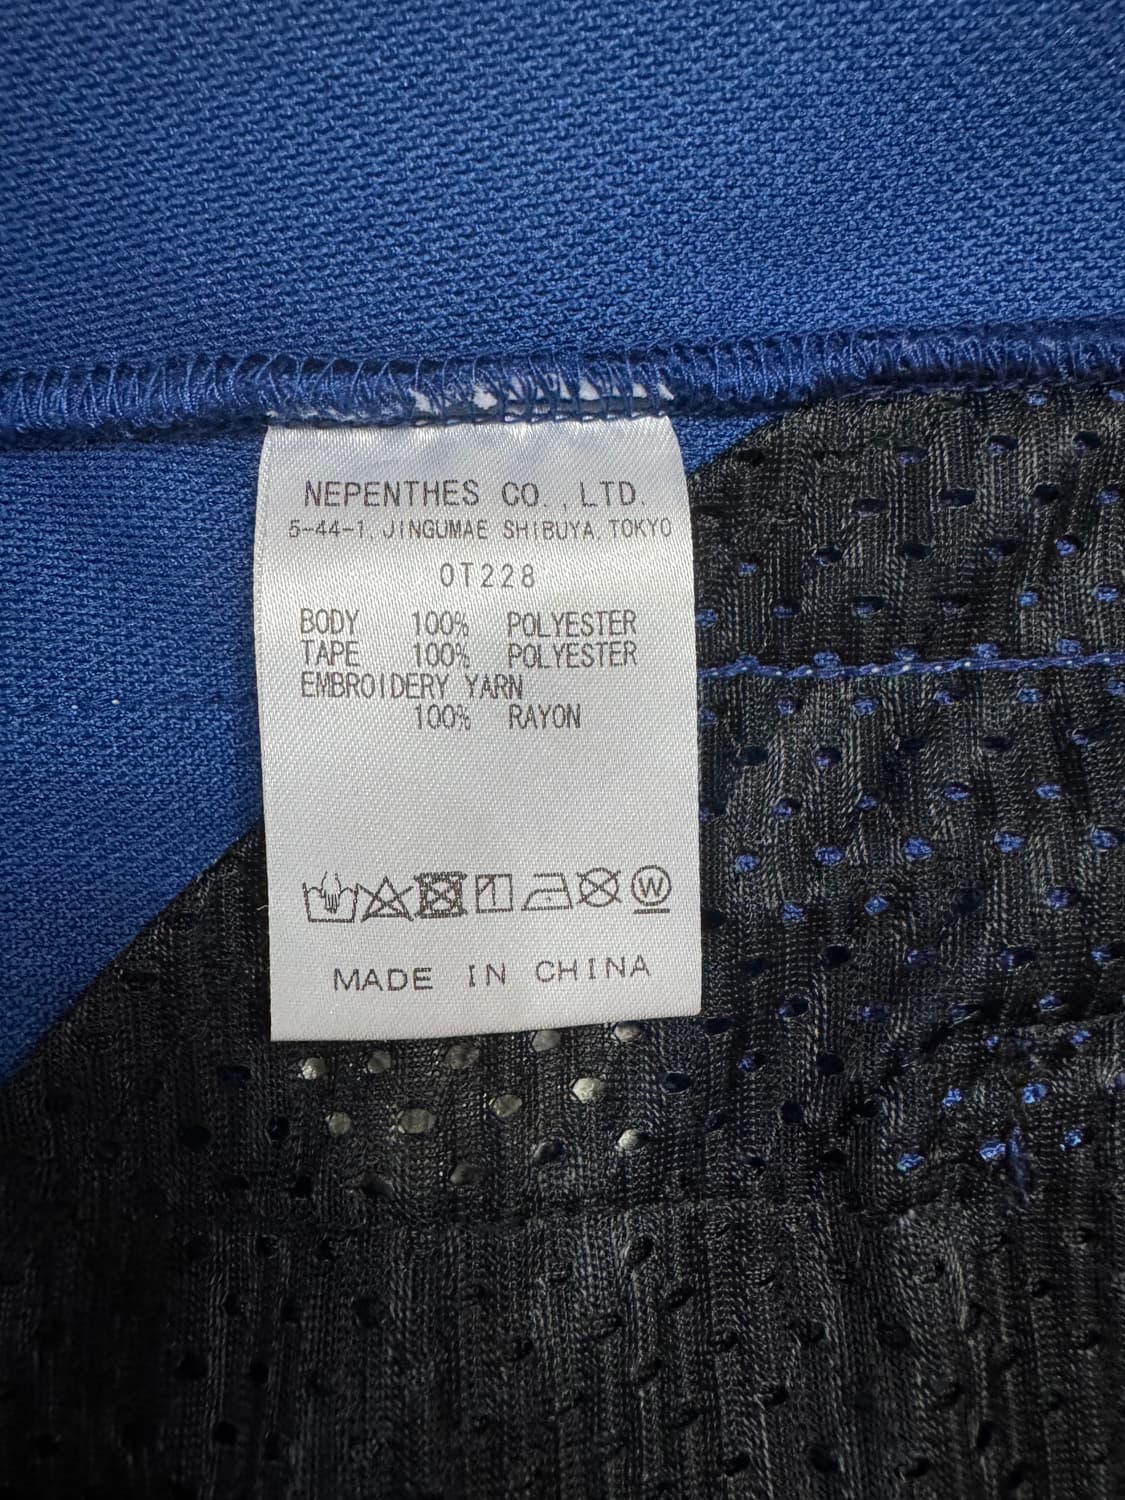 NEPENTHES CO.,LTD.
5-44-1, JINGUMAE SHIBUYA, TOKYO
OT228
BODY 100% POLYESTER
TAPE 100% POLYESTER
EMBROIDERY YARN
100% RAYON
W
MADE IN CHINA